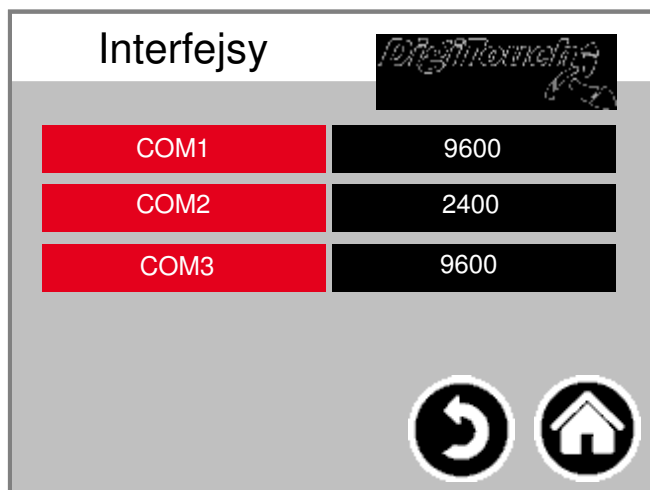 Interfejsy
DigiTouch
COM1 9600
COM2 2400
COM3 9600